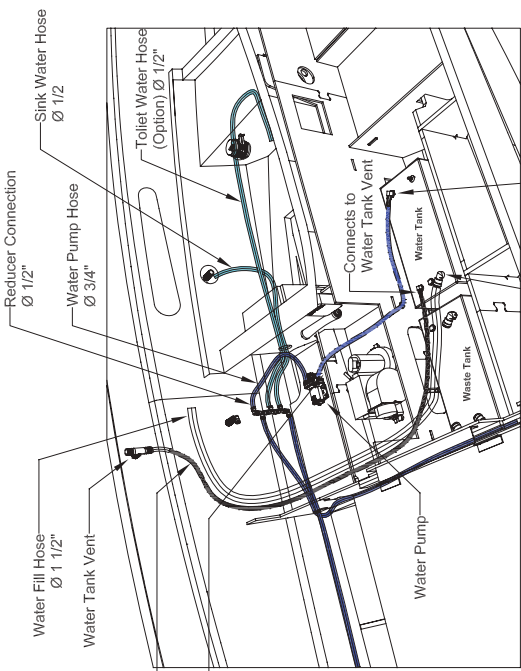 Water Fill Hose
Ø 1 1/2"
Water Tank Vent
Reducer Connection
Ø 1/2"
Water Pump Hose
Ø 3/4"
Sink Water Hose
Ø 1/2
Toliet Water Hose
(Option) Ø 1/2"
Connects to
Water Tank Vent
Water Tank
Waste Tank
Water Pump